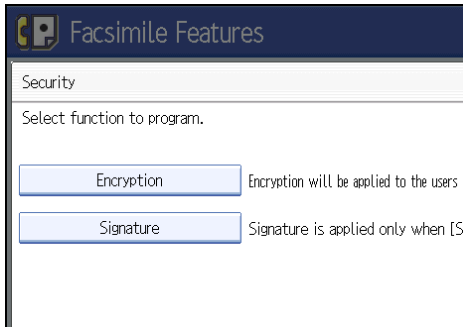 Facsimile Features
Security
Select function to program.
Encryption Encryption will be applied to the users
Signature Signature is applied only when [S